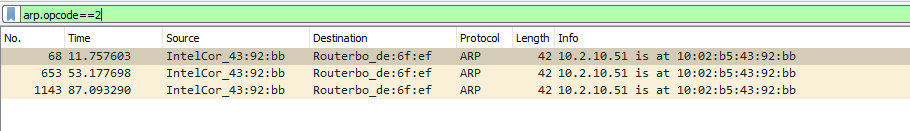 arp.opcode==2
No. Time Source Destination Protocol Length Info
68 11.757603 IntelCor_43:92:bb Routerbo_de:6f:ef ARP 42 10.2.10.51 is at 10:02:b5:43:92:bb
653 53.177698 IntelCor_43:92:bb Routerbo_de:6f:ef ARP 42 10.2.10.51 is at 10:02:b5:43:92:bb
1143 87.093290 IntelCor_43:92:bb Routerbo_de:6f:ef ARP 42 10.2.10.51 is at 10:02:b5:43:92:bb